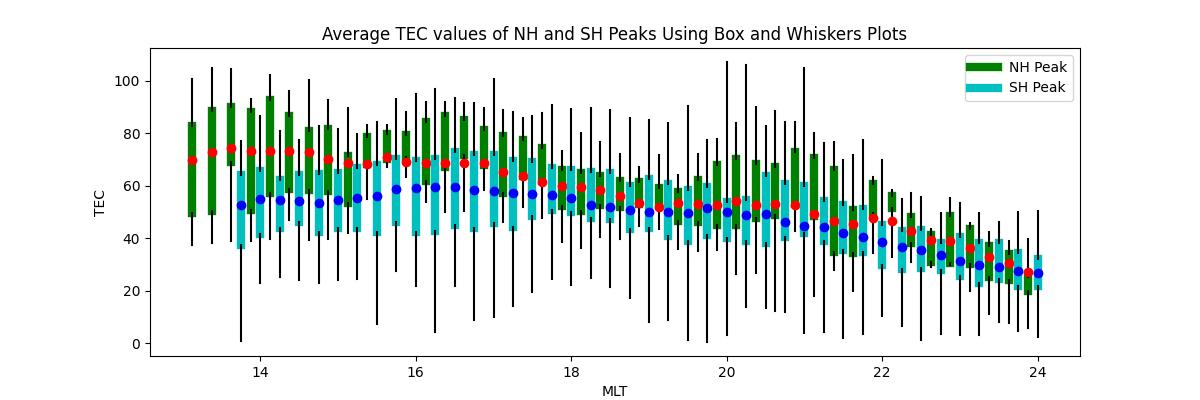 Average TEC values of NH and SH Peaks Using Box and Whiskers Plots
NH Peak
SH Peak
100
80
60
40
20
0
TEC
14 16 18 20 22 24
MLT